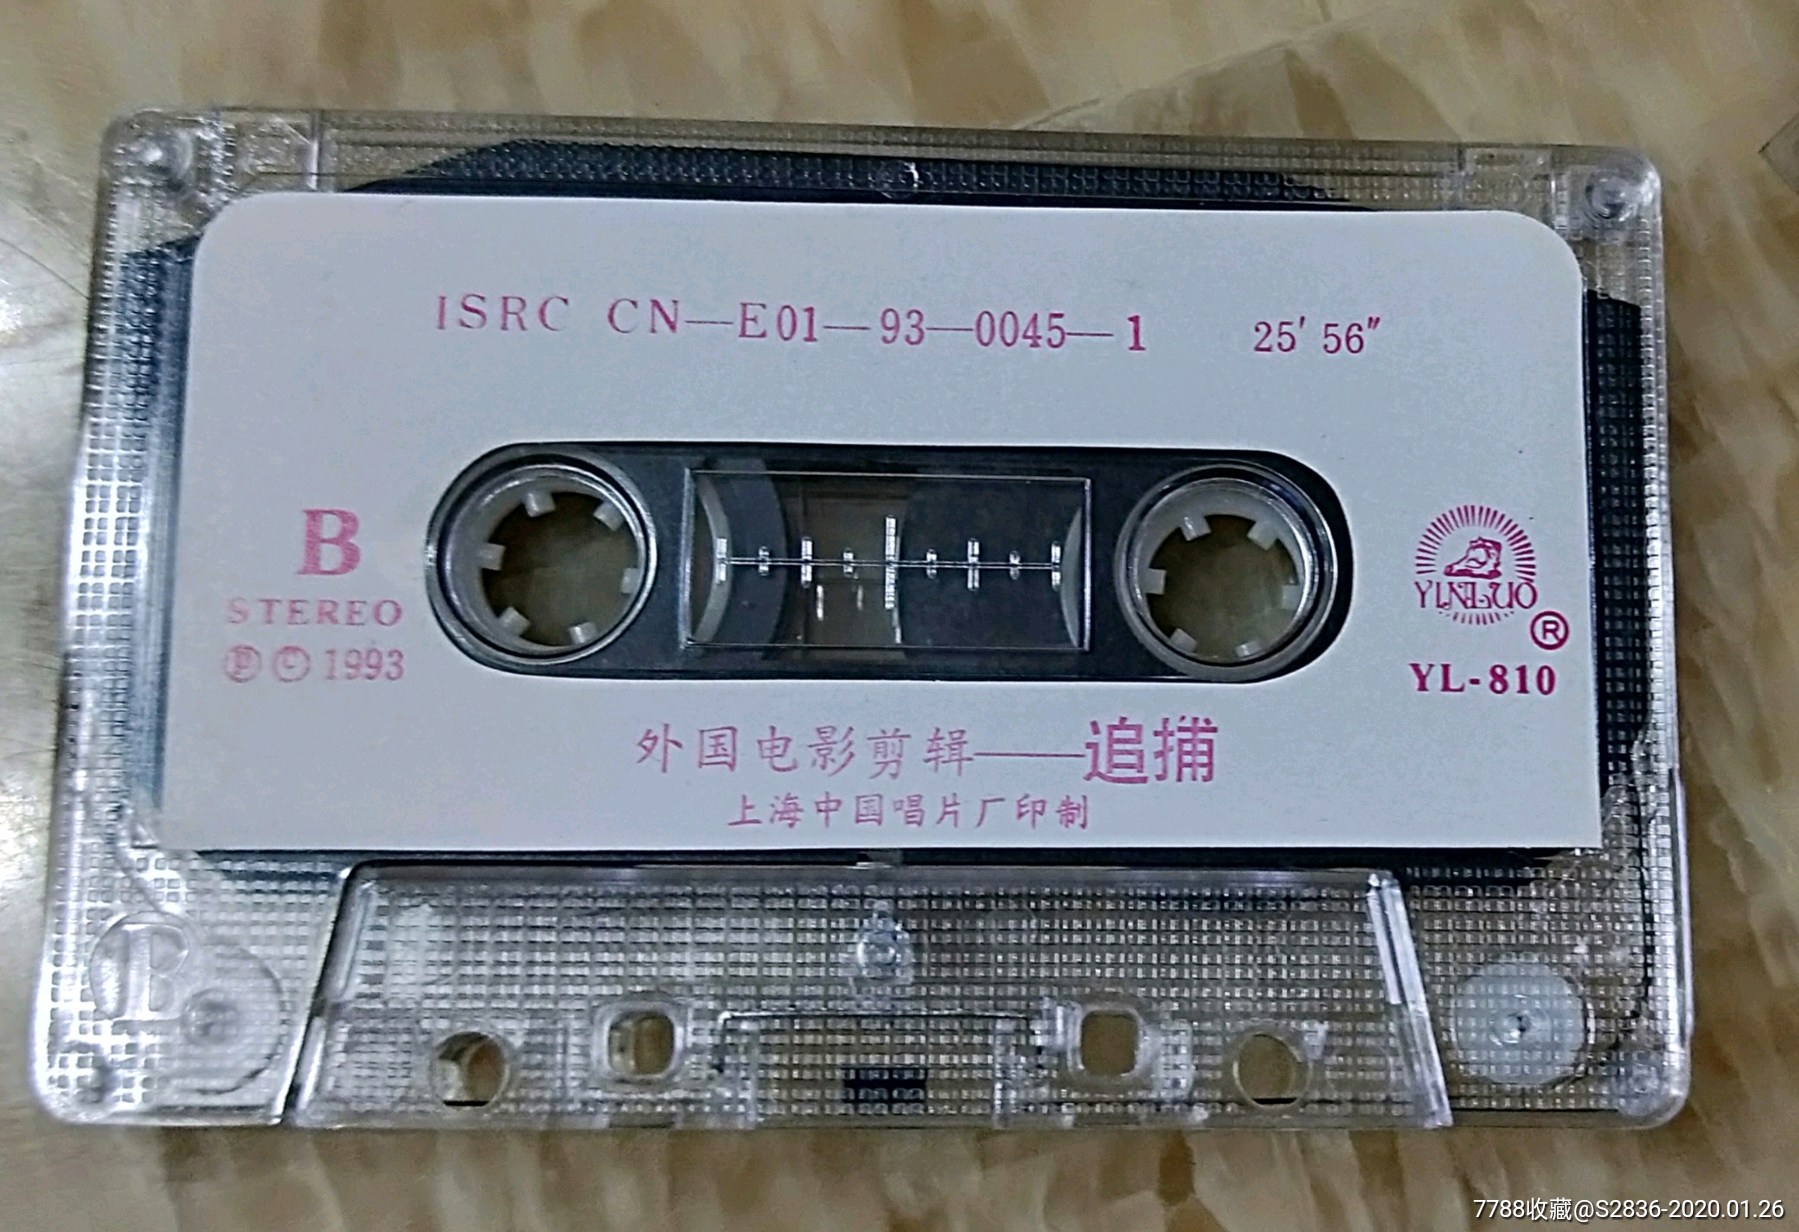 ISRC CN—E01—93—0045—1 25′56″
B
STEREO
Ⓟ Ⓒ 1993
YINLUO
®
YL-810
外国电影剪辑——追捕
上海中国唱片厂印制
B
7788收藏@S2836-2020.01.26